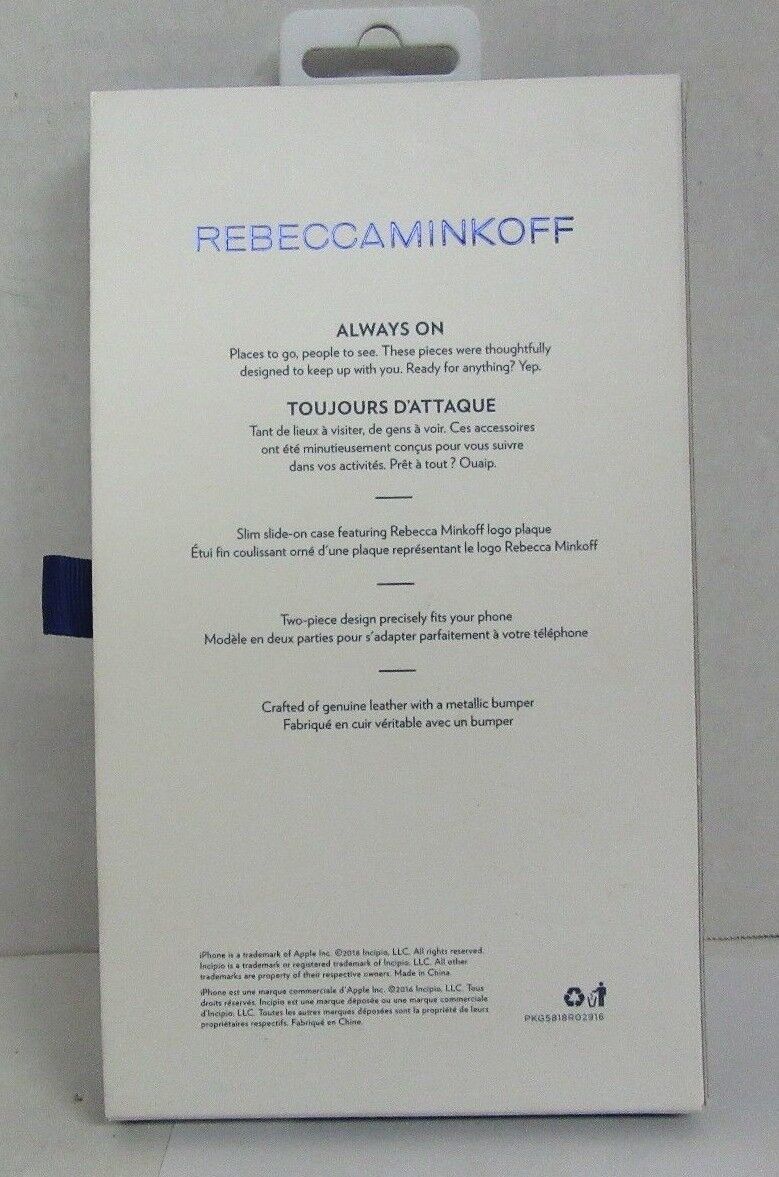 REBECCAMINKOFF
ALWAYS ON
Places to go, people to see. These pieces were thoughtfully
designed to keep up with you. Ready for anything? Yep.
TOUJOURS D'ATTAQUE
Tant de lieux à visiter, de gens à voir. Ces accessoires
ont été minutieusement conçus pour vous suivre
dans vos activités. Prêt à tout ? Ouaip.
Slim slide-on case featuring Rebecca Minkoff logo plaque
Étui fin coulissant orné d'une plaque représentant le logo Rebecca Minkoff
Two-piece design precisely fits your phone
Modèle en deux parties pour s'adapter parfaitement à votre téléphone
Crafted of genuine leather with a metallic bumper
Fabriqué en cuir véritable avec un bumper
iPhone is a trademark of Apple Inc. ©2016 Incipio, LLC. All rights reserved.
Incipio is a trademark or registered trademark of Incipio, LLC. All other
trademarks are property of their respective owners. Made in China
iPhone est une marque commerciale d'Apple Inc. ©2016 Incipio, LLC. Tous
droits réservés. Incipio est une marque déposée ou une marque commerciale
d'Incipio, LLC. Toutes les autres marques déposées sont la propriété de leurs
propriétaires respectifs. Fabriqué en Chine.
PKG5818R02916